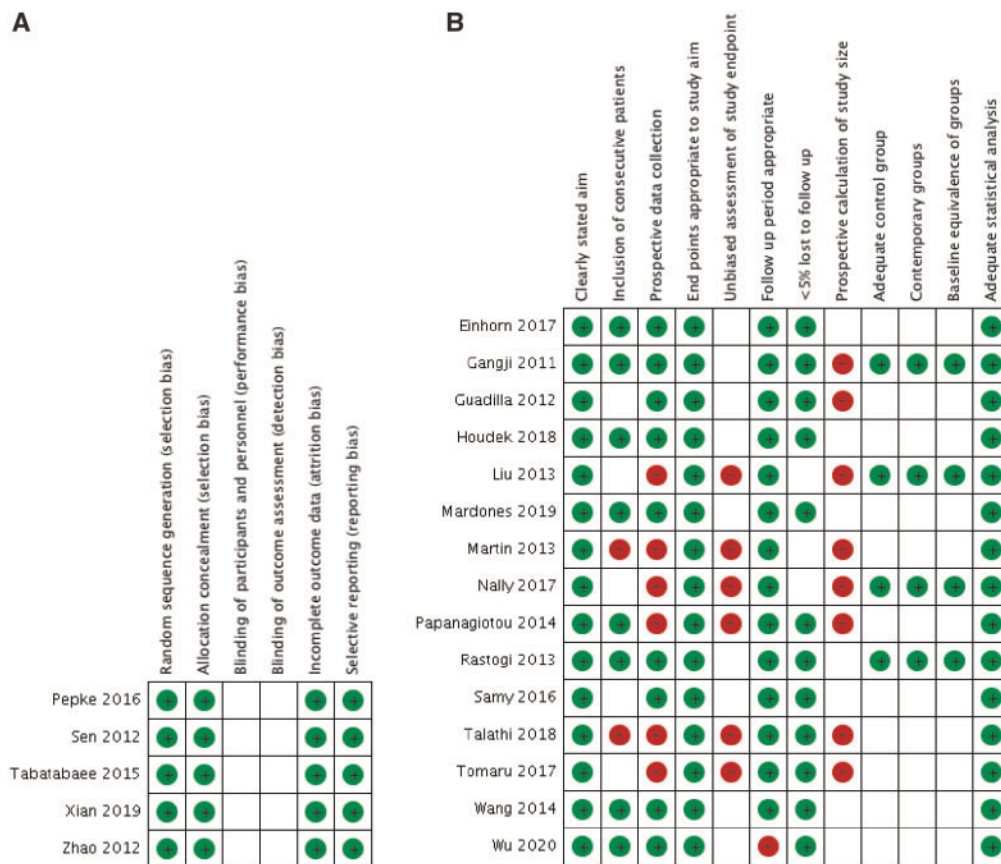 A
Random sequence generation (selection bias)
Allocation concealment (selection bias)
Blinding of participants and personnel (performance bias)
Blinding of outcome assessment (detection bias)
Incomplete outcome data (attrition bias)
Selective reporting (reporting bias)
Pepke 2016
Sen 2012
Tabatabaee 2015
Xian 2019
Zhao 2012
B
Clearly stated aim
Inclusion of consecutive patients
Prospective data collection
End points appropriate to study aim
Unbiased assessment of study endpoint
Follow up period appropriate
<5% lost to follow up
Prospective calculation of study size
Adequate control group
Contemporary groups
Baseline equivalence of groups
Adequate statistical analysis
Einhorn 2017
Gangji 2011
Guadilla 2012
Houdek 2018
Liu 2013
Mardones 2019
Martin 2013
Nally 2017
Papanagiotou 2014
Rastogi 2013
Samy 2016
Talathi 2018
Tomaru 2017
Wang 2014
Wu 2020